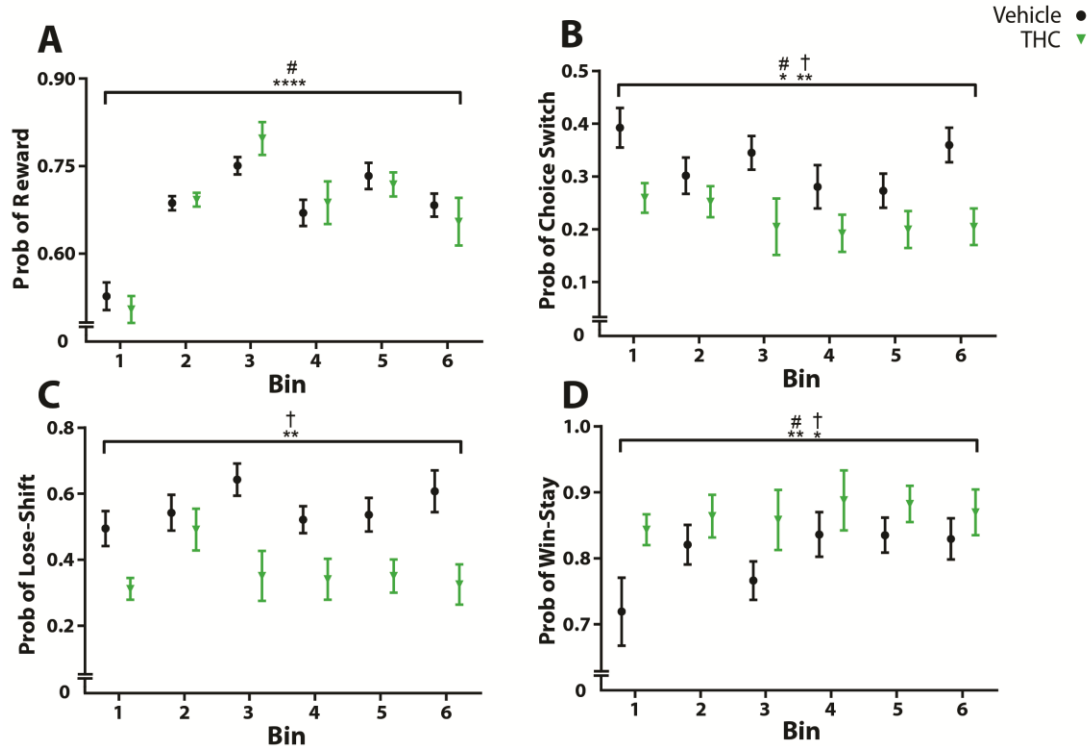 Vehicle
THC
A
#
****
Prob of Reward
0.90
0.75
0.60
0
1 2 3 4 5 6
Bin
B
# †
* **
Prob of Choice Switch
0.5
0.4
0.3
0.2
0.1
0
1 2 3 4 5 6
Bin
C
†
**
Prob of Lose-Shift
0.8
0.6
0.4
0.2
0
1 2 3 4 5 6
Bin
D
# †
** *
Prob of Win-Stay
1.0
0.9
0.8
0.7
0
1 2 3 4 5 6
Bin